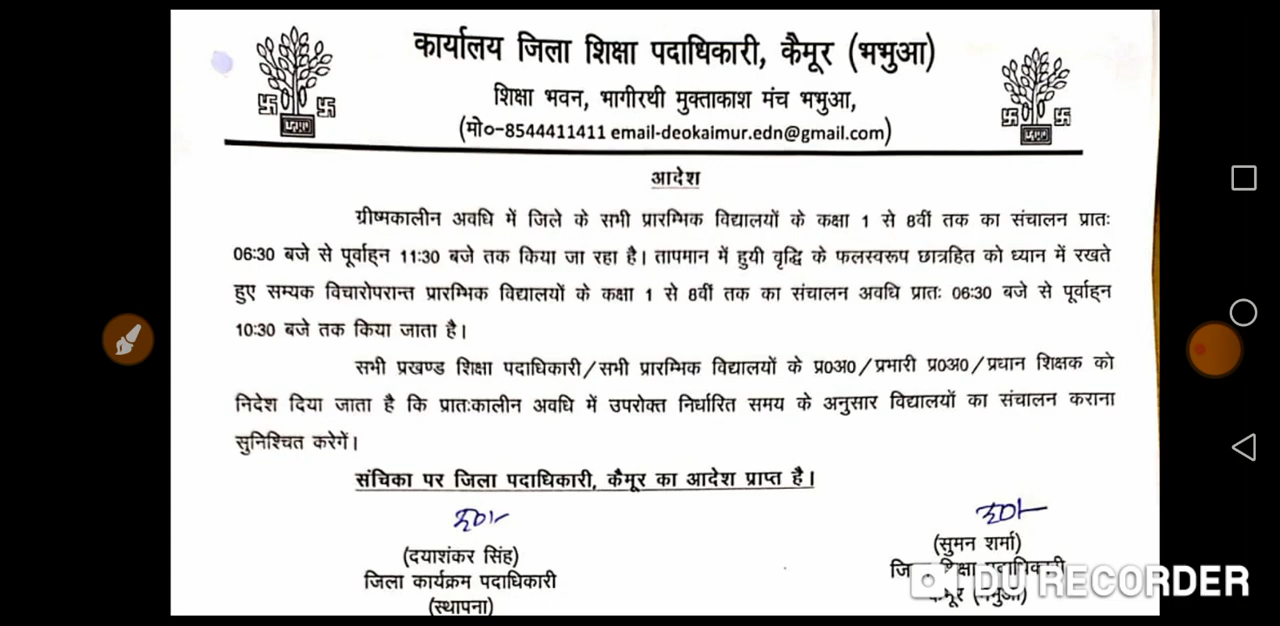 कार्यालय जिला शिक्षा पदाधिकारी, कैमूर (भभुआ)
शिक्षा भवन, भागीरथी मुक्ताकाश मंच भभुआ,
(मो०-8544411411 email-deokaimur.edn@gmail.com)
आदेश
ग्रीष्मकालीन अवधि में जिले के सभी प्रारम्भिक विद्यालयों के कक्षा 1 से 8वीं तक का संचालन प्रातः
06:30 बजे से पूर्वाह्न 11:30 बजे तक किया जा रहा है। तापमान में हुयी वृद्धि के फलस्वरूप छात्रहित को ध्यान में रखते
हुए सम्यक विचारोपरान्त प्रारम्भिक विद्यालयों के कक्षा 1 से 8वीं तक का संचालन अवधि प्रातः 06:30 बजे से पूर्वाह्न
10:30 बजे तक किया जाता है।
सभी प्रखण्ड शिक्षा पदाधिकारी/सभी प्रारम्भिक विद्यालयों के प्र0अ0/प्रभारी प्र0अ0/प्रधान शिक्षक को
निदेश दिया जाता है कि प्रातःकालीन अवधि में उपरोक्त निर्धारित समय के अनुसार विद्यालयों का संचालन कराना
सुनिश्चित करेगें।
संचिका पर जिला पदाधिकारी, कैमूर का आदेश प्राप्त है।
ह0/- ह0/-
(दयाशंकर सिंह) (सुमन शर्मा)
जिला कार्यक्रम पदाधिकारी शिक्षा पदाधिकारी
(स्थापना) कैमूर (भभुआ)
DU RECORDER